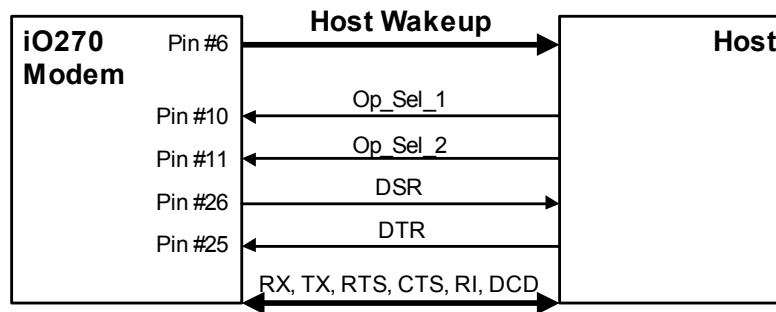 Host Wakeup
iO270
Modem
Pin #6
Host
Op_Sel_1
Pin #10
Op_Sel_2
Pin #11
DSR
Pin #26
DTR
Pin #25
RX, TX, RTS, CTS, RI, DCD